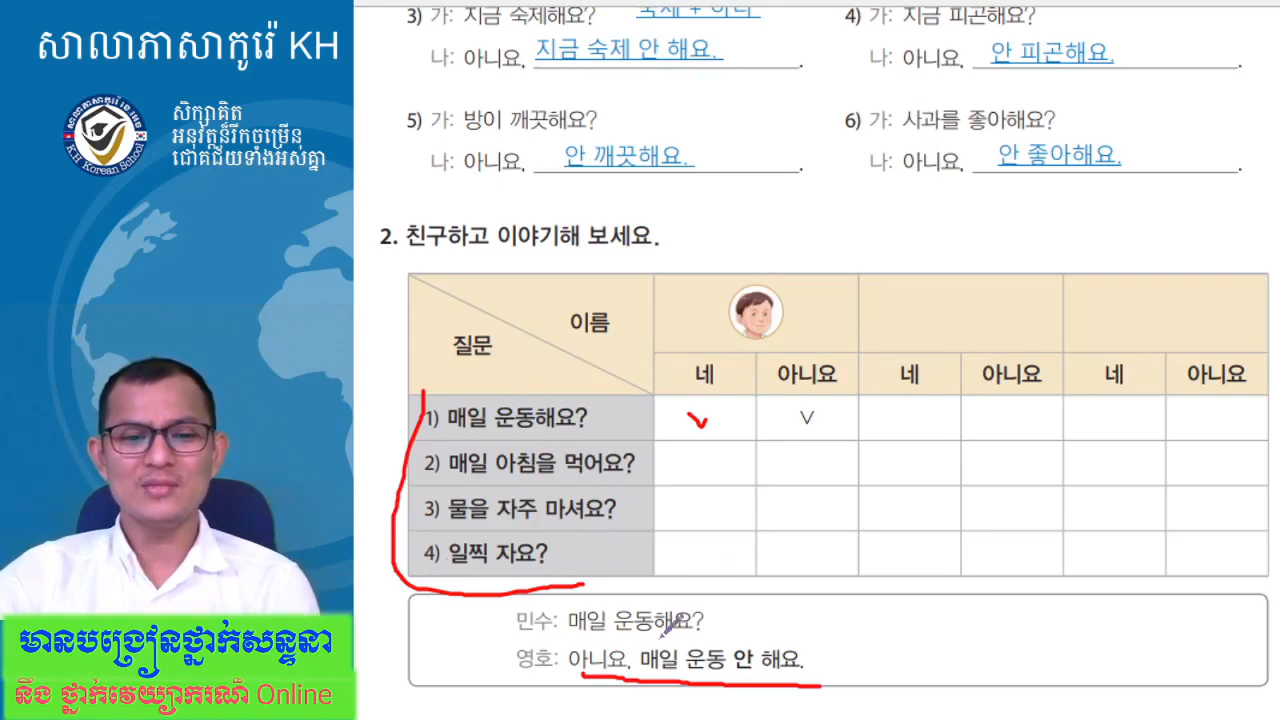 សាលាភាសាកូរ៉េ KH
សិក្សាគិត
អនុវត្តន៍រីកចម្រើន
ជោគជ័យទាំងអស់គ្នា
សាលាភាសាកូរ៉េ ខេ អេច
K.H Korean School
3) 가: 지금 숙제해요?
나: 아니요, 지금 숙제 안 해요.
4) 가: 지금 피곤해요?
나: 아니요, 안 피곤해요.
5) 가: 방이 깨끗해요?
나: 아니요, 안 깨끗해요.
6) 가: 사과를 좋아해요?
나: 아니요, 안 좋아해요.
2. 친구하고 이야기해 보세요.
이름
질문
네 아니요 네 아니요 네 아니요
1) 매일 운동해요? V
2) 매일 아침을 먹어요?
3) 물을 자주 마셔요?
4) 일찍 자요?
민수: 매일 운동해요?
영호: 아니요, 매일 운동 안 해요.
មានបង្រៀនថ្នាក់សន្ទនា
នឹង ថ្នាក់វេយ្យាករណ៍ Online